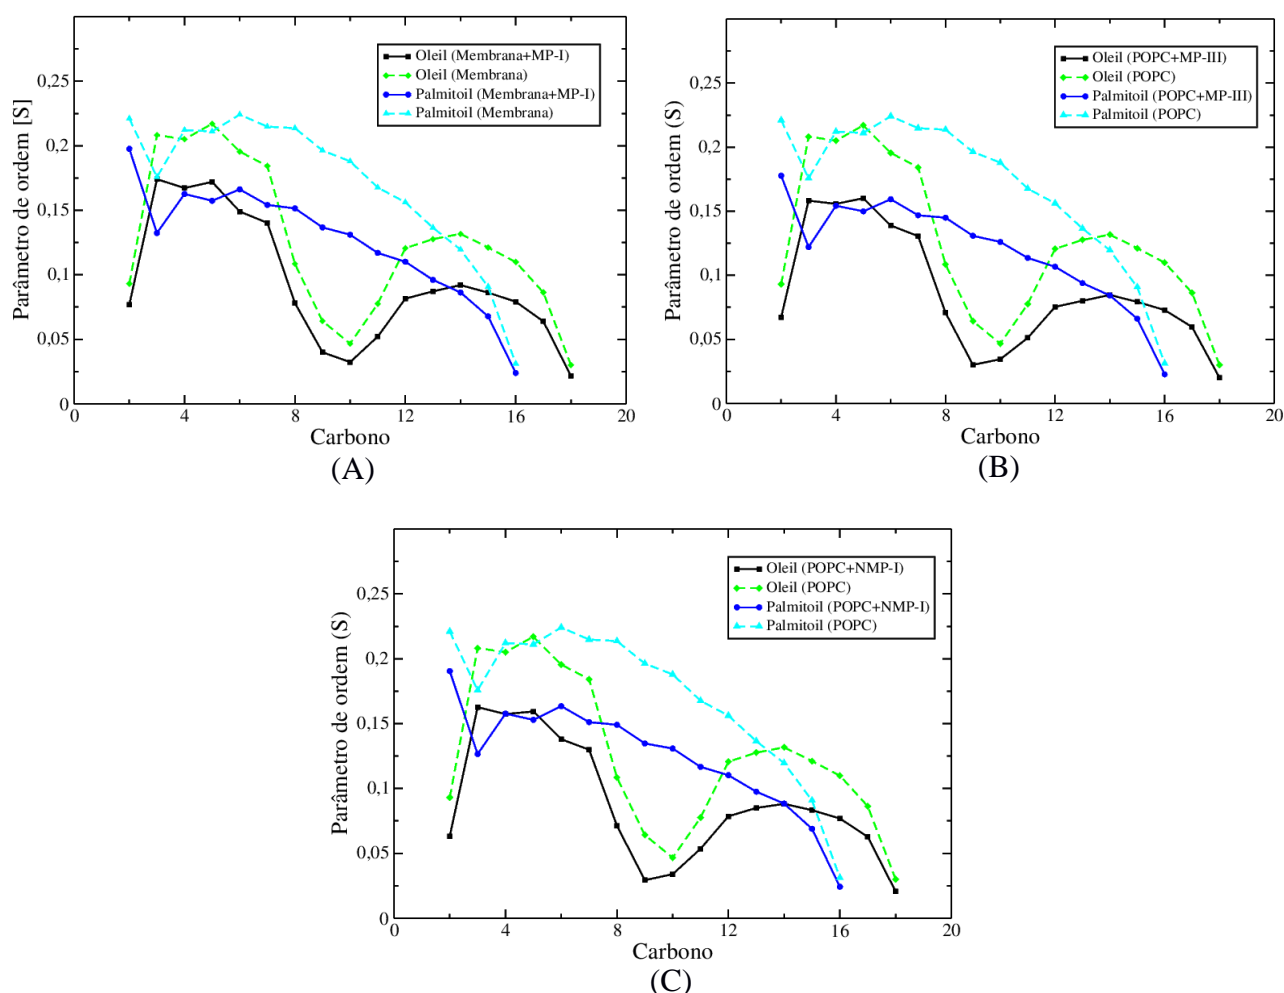 Oleil (Membrana+MP-I)
Oleil (Membrana)
Palmitoil (Membrana+MP-I)
Palmitoil (Membrana)
Parâmetro de ordem [S]
0,25
0,2
0,15
0,1
0,05
0
0 4 8 12 16 20
Carbono
(A)
Oleil (POPC+MP-III)
Oleil (POPC)
Palmitoil (POPC+MP-III)
Palmitoil (POPC)
Parâmetro de ordem (S)
0,25
0,2
0,15
0,1
0,05
0
0 4 8 12 16 20
Carbono
(B)
Oleil (POPC+NMP-I)
Oleil (POPC)
Palmitoil (POPC+NMP-I)
Palmitoil (POPC)
Parâmetro de ordem (S)
0,25
0,2
0,15
0,1
0,05
0
0 4 8 12 16 20
Carbono
(C)